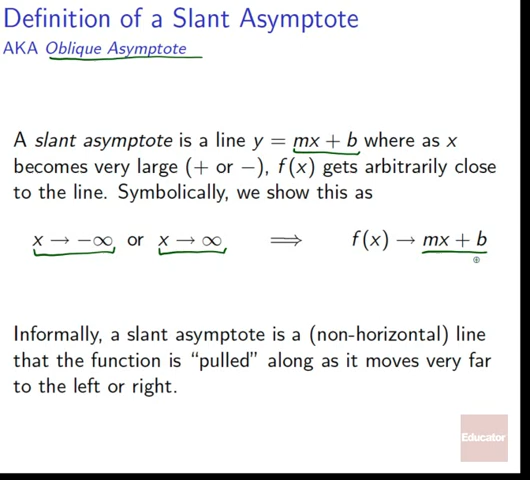 Definition of a Slant Asymptote
AKA Oblique Asymptote
A slant asymptote is a line y = mx + b where as x
becomes very large (+ or −), f(x) gets arbitrarily close
to the line. Symbolically, we show this as
x → −∞ or x → ∞ ⟹ f(x) → mx + b
Informally, a slant asymptote is a (non-horizontal) line
that the function is “pulled” along as it moves very far
to the left or right.
Educator